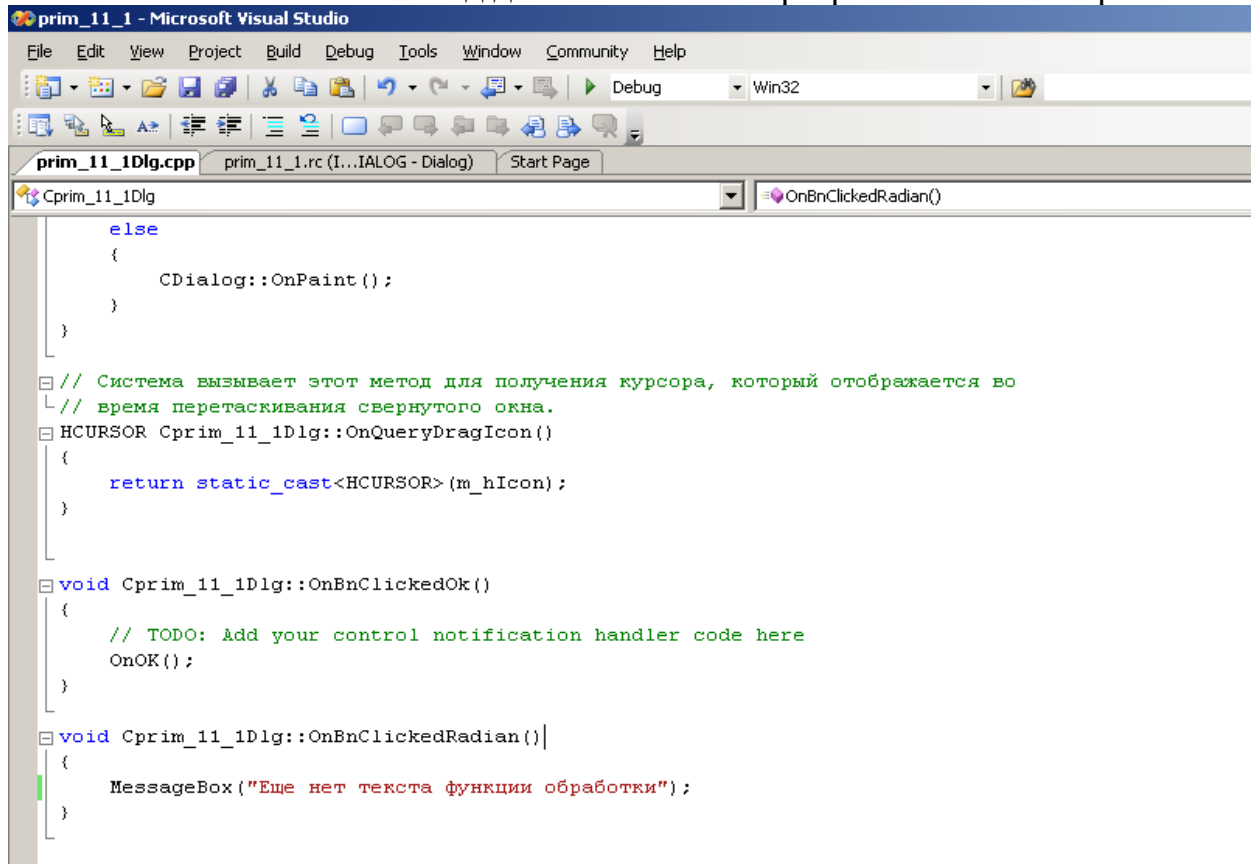 prim_11_1 - Microsoft Visual Studio
File Edit View Project Build Debug Tools Window Community Help
Debug Win32
prim_11_1Dlg.cpp prim_11_1.rc (I...IALOG - Dialog) Start Page
Cprim_11_1Dlg OnBnClickedRadian()
else
{
CDialog::OnPaint();
}
}
// Система вызывает этот метод для получения курсора, который отображается во
// время перетаскивания свернутого окна.
HCURSOR Cprim_11_1Dlg::OnQueryDragIcon()
{
return static_cast<HCURSOR>(m_hIcon);
}
void Cprim_11_1Dlg::OnBnClickedOk()
{
// TODO: Add your control notification handler code here
OnOK();
}
void Cprim_11_1Dlg::OnBnClickedRadian()
{
MessageBox("Еще нет текста функции обработки");
}